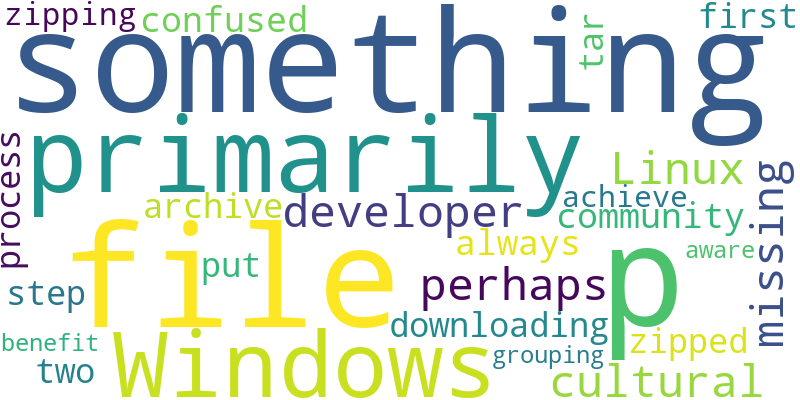 zipping confused first
something
tar
primarily
process
Linux
missing
archive developer achieve
community
file
p
put
always
aware
step
perhaps
downloading
benefit
Windows
zipped
two
grouping
cultural